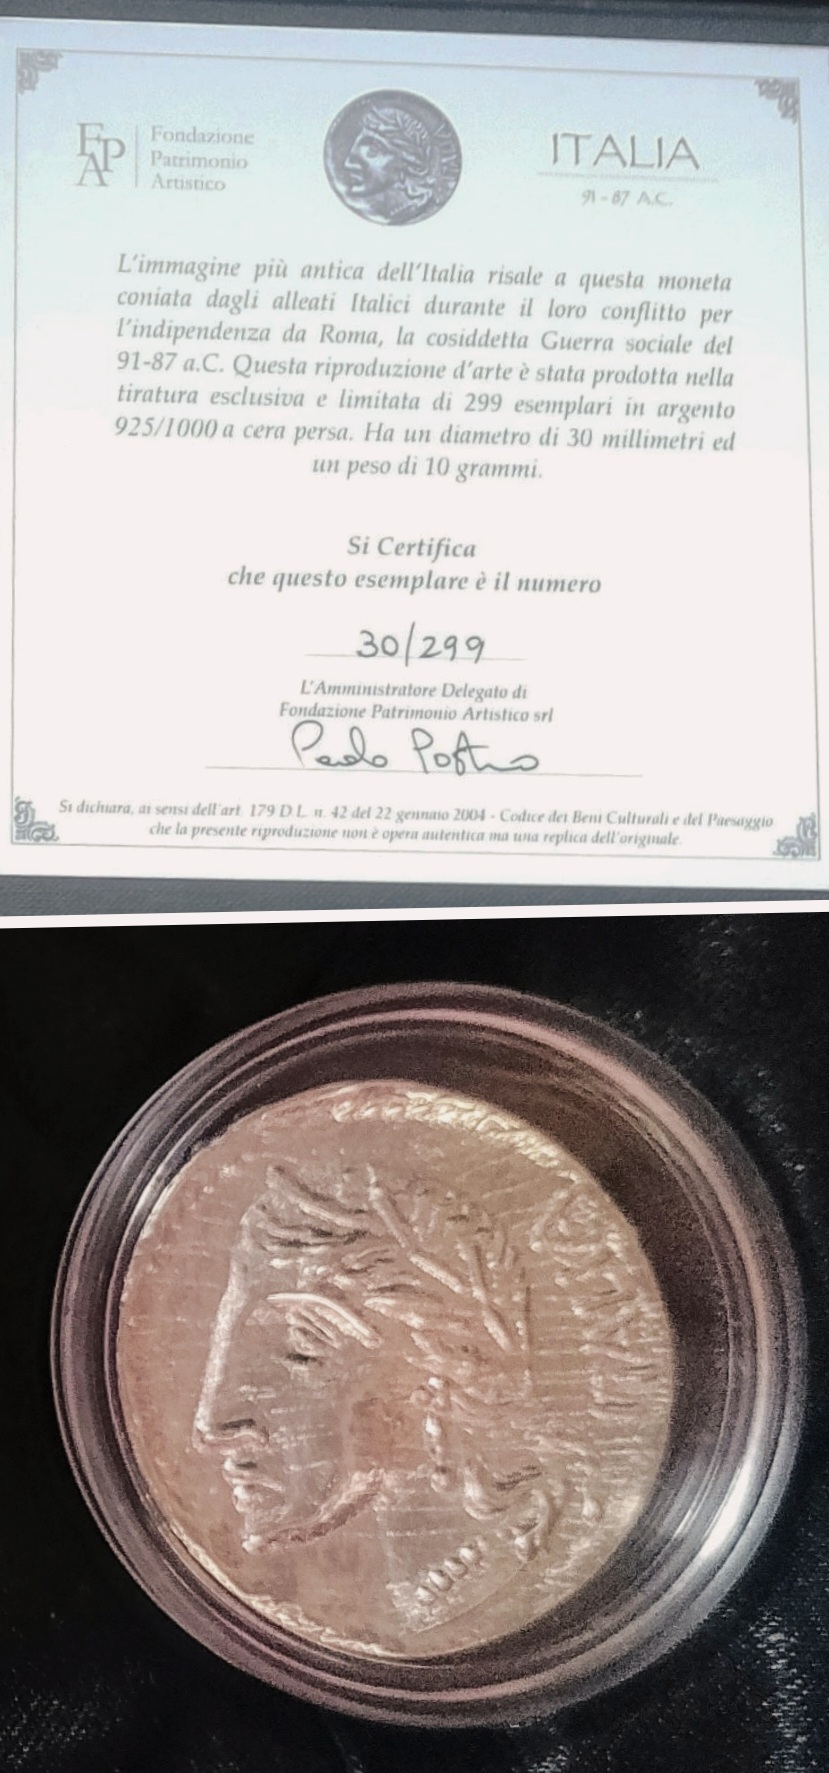 FAP
Fondazione
Patrimonio
Artistico
ITALIA
91-87 A.C.
L'immagine più antica dell'Italia risale a questa moneta
coniata dagli alleati Italici durante il loro conflitto per
l'indipendenza da Roma, la cosiddetta Guerra sociale del
91-87 a.C. Questa riproduzione d'arte è stata prodotta nella
tiratura esclusiva e limitata di 299 esemplari in argento
925/1000 a cera persa. Ha un diametro di 30 millimetri ed
un peso di 10 grammi.
Si Certifica
che questo esemplare è il numero
30/299
L'Amministratore Delegato di
Fondazione Patrimonio Artistico srl
Si dichiara, ai sensi dell'art. 179 D.L. n. 42 del 22 gennaio 2004 - Codice dei Beni Culturali e del Paesaggio
che la presente riproduzione non è opera autentica ma una replica dell'originale.